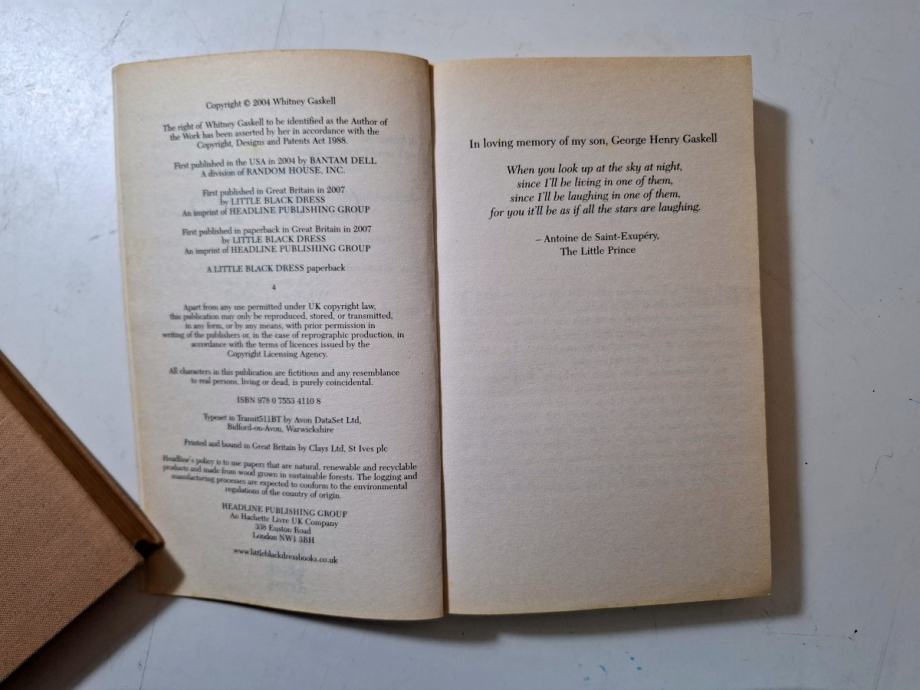 Copyright © 2004 Whitney Gaskell
The right of Whitney Gaskell to be identified as the Author of
the Work has been asserted by her in accordance with the
Copyright, Designs and Patents Act 1988.
First published in the USA in 2004 by BANTAM DELL
A division of RANDOM HOUSE, INC.
First published in Great Britain in 2007
by LITTLE BLACK DRESS
An imprint of HEADLINE PUBLISHING GROUP
First published in paperback in Great Britain in 2007
by LITTLE BLACK DRESS
An imprint of HEADLINE PUBLISHING GROUP
A LITTLE BLACK DRESS paperback
4
Apart from any use permitted under UK copyright law,
this publication may only be reproduced, stored, or transmitted,
in any form, or by any means, with prior permission in
writing of the publishers or, in the case of reprographic production, in
accordance with the terms of licences issued by the
Copyright Licensing Agency.
All characters in this publication are fictitious and any resemblance
to real persons, living or dead, is purely coincidental.
ISBN 978 0 7553 4110 8
Typeset in Transit511BT by Avon DataSet Ltd,
Bidford-on-Avon, Warwickshire
Printed and bound in Great Britain by Clays Ltd, St Ives plc
Headline's policy is to use papers that are natural, renewable and recyclable
products and made from wood grown in sustainable forests. The logging and
manufacturing processes are expected to conform to the environmental
regulations of the country of origin.
HEADLINE PUBLISHING GROUP
An Hachette Livre UK Company
338 Euston Road
London NW1 3BH
www.littleblackdressbooks.co.uk
In loving memory of my son, George Henry Gaskell
When you look up at the sky at night,
since I'll be living in one of them,
since I'll be laughing in one of them,
for you it'll be as if all the stars are laughing.
– Antoine de Saint-Exupéry,
The Little Prince